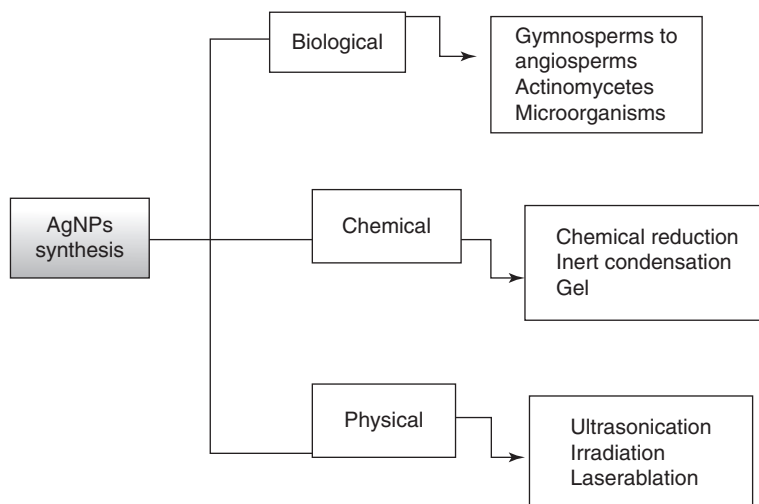 AgNPs
synthesis
Biological
Gymnosperms to
angiosperms
Actinomycetes
Microorganisms
Chemical
Chemical reduction
Inert condensation
Gel
Physical
Ultrasonication
Irradiation
Laserablation